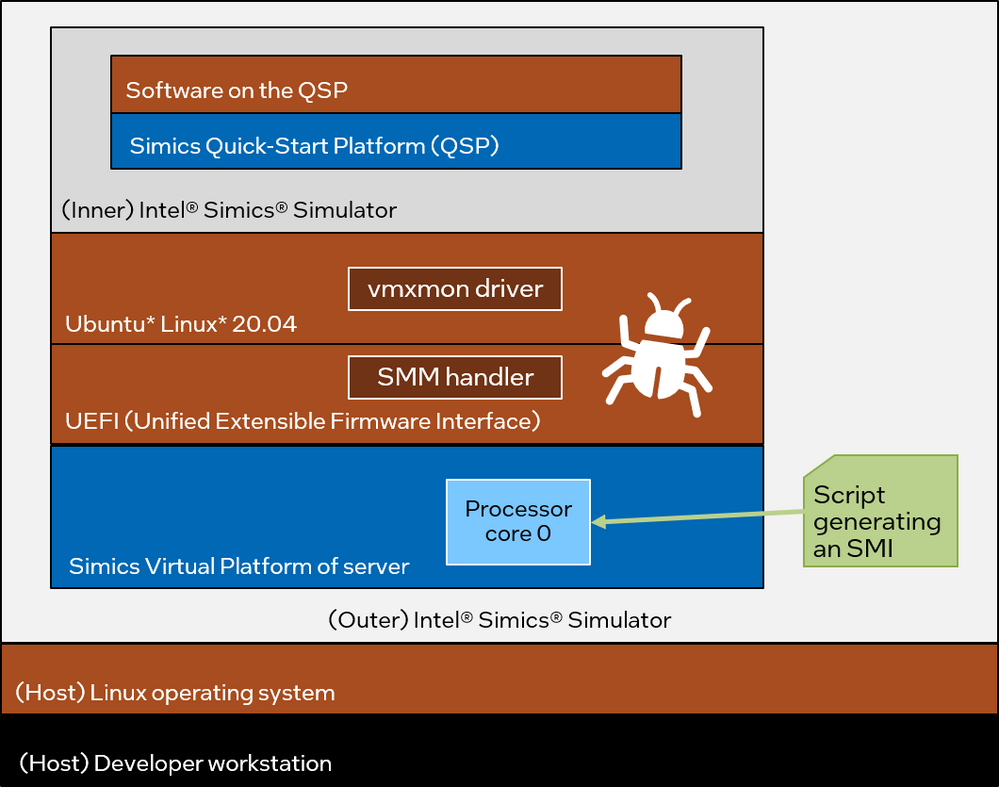 Software on the QSP
Simics Quick-Start Platform (QSP)
(Inner) Intel® Simics® Simulator
vmxmon driver
Ubuntu* Linux* 20.04
SMM handler
UEFI (Unified Extensible Firmware Interface)
Processor
core 0
Script
generating
an SMI
Simics Virtual Platform of server
(Outer) Intel® Simics® Simulator
(Host) Linux operating system
(Host) Developer workstation